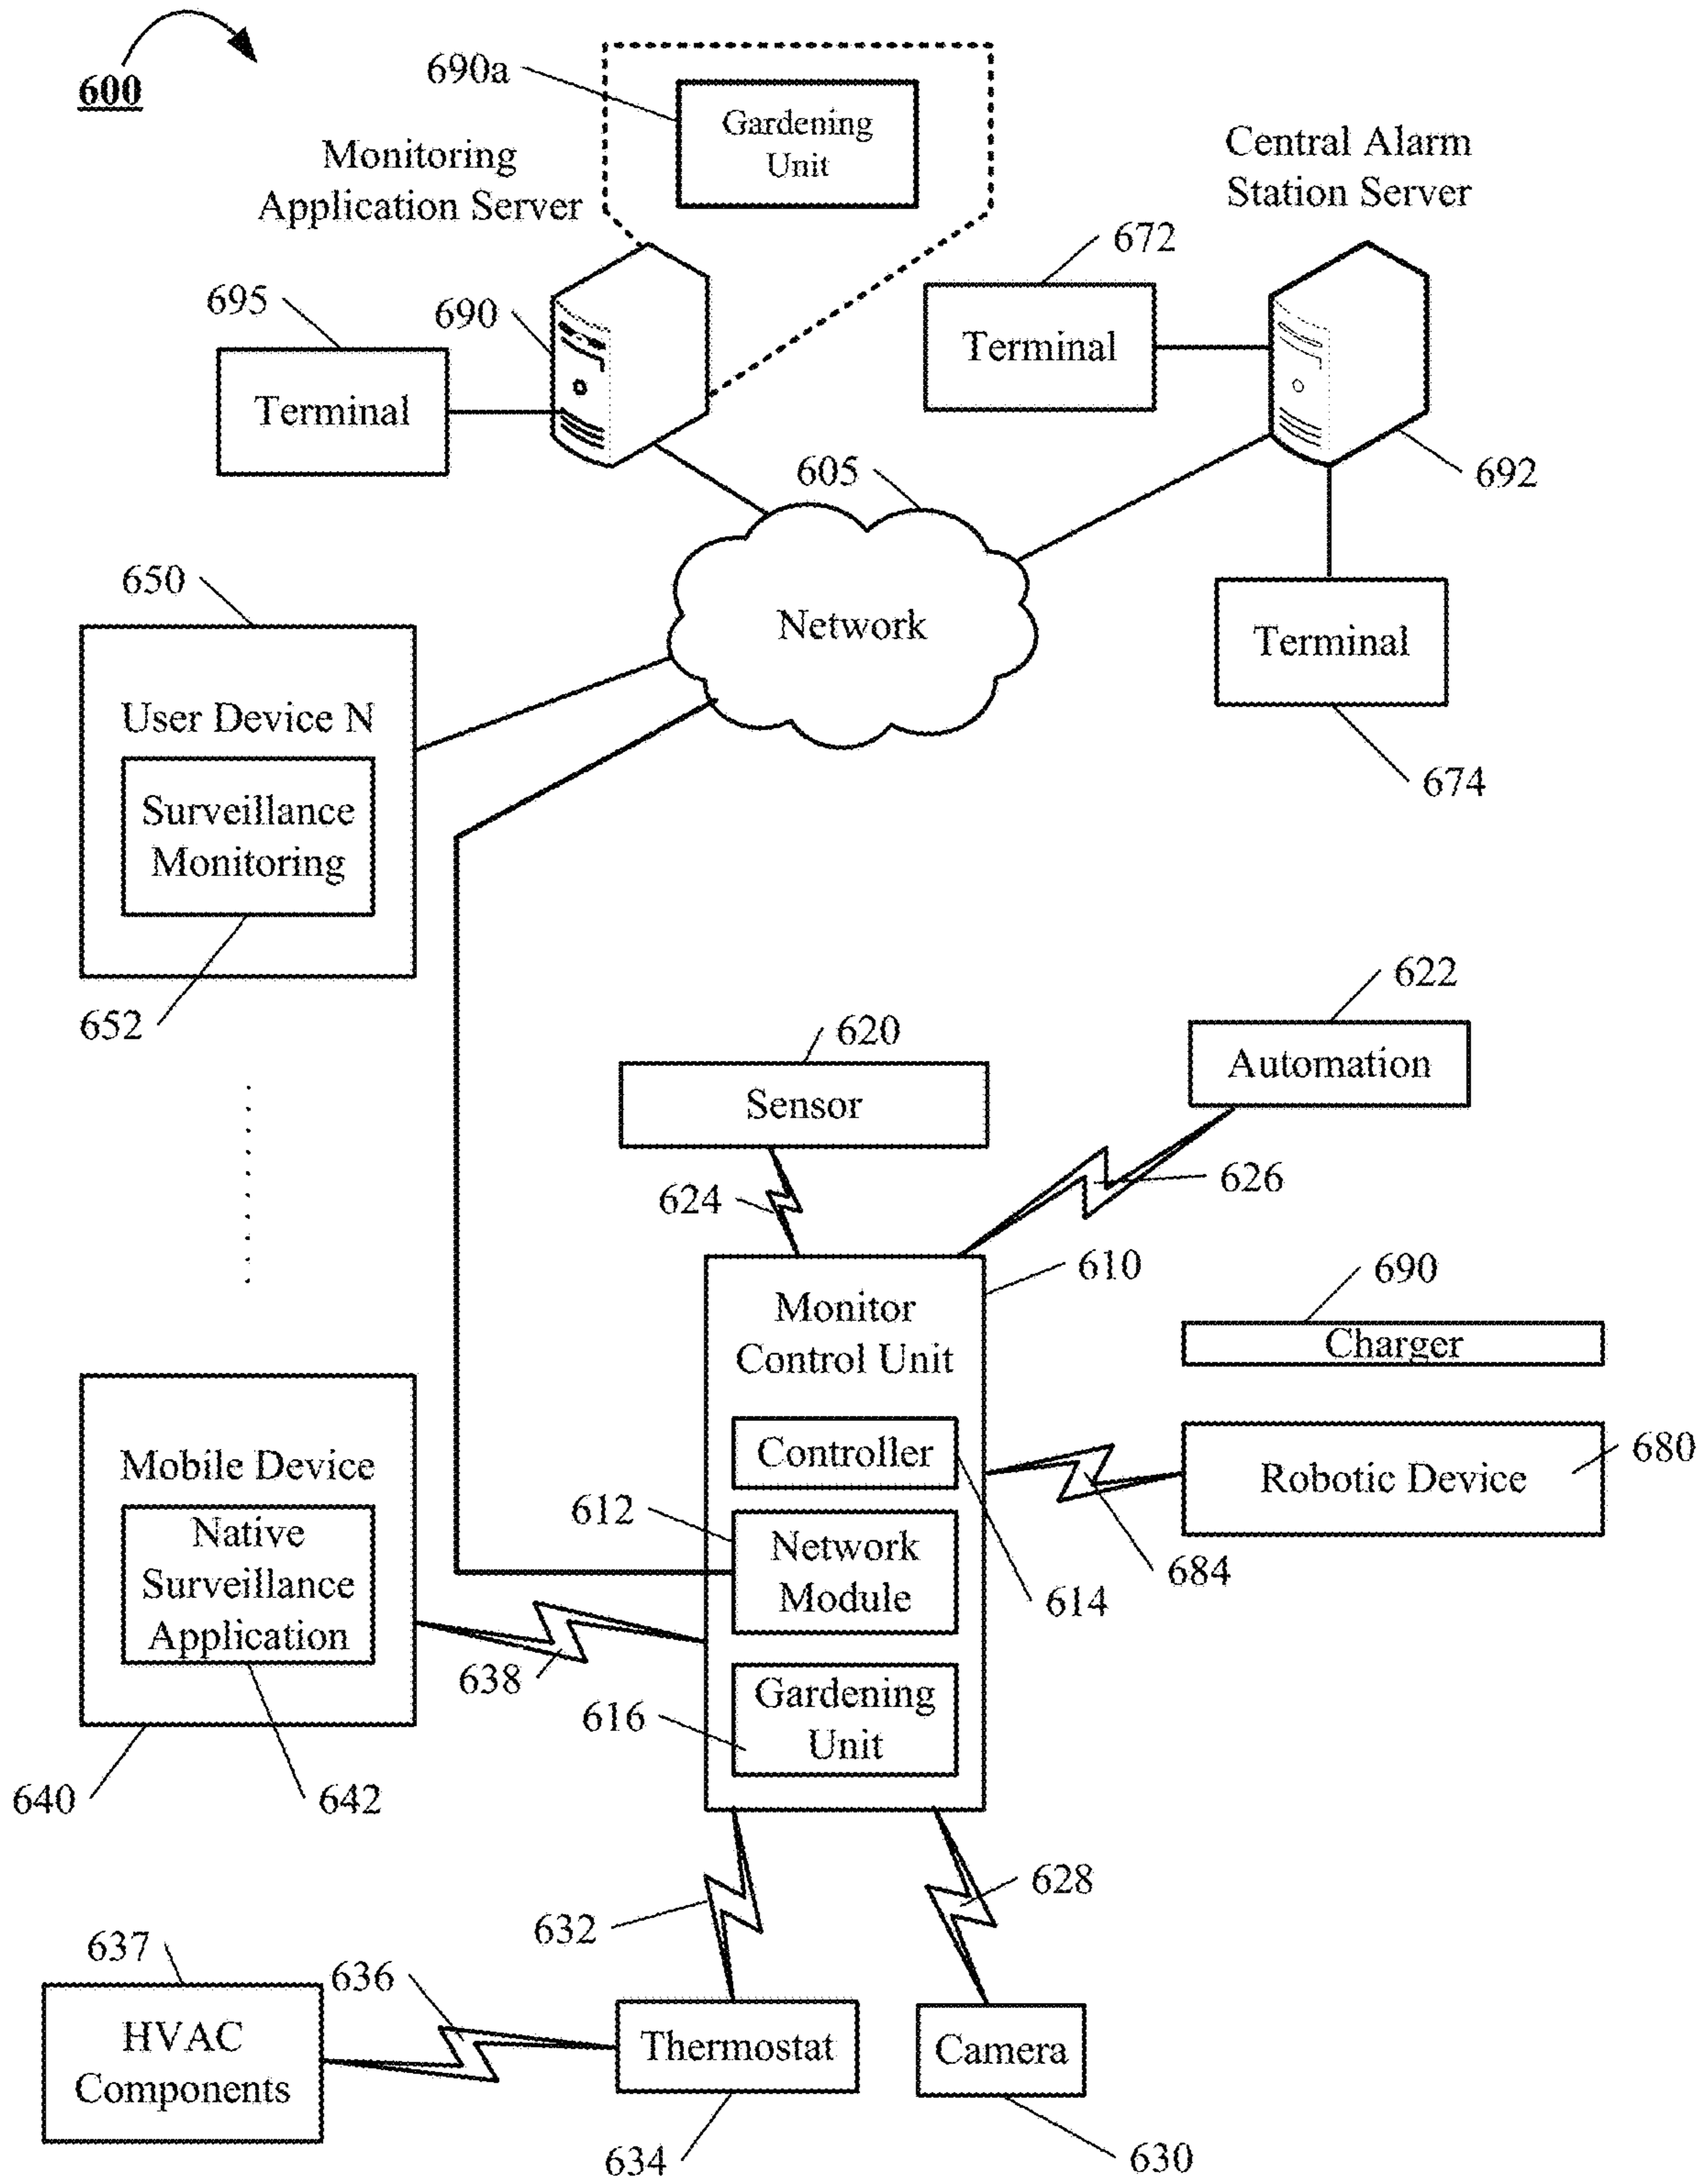 600
690a
Gardening
Unit
Monitoring
Application Server
Central Alarm
Station Server
672
695
690
Terminal
Terminal
692
605
650
Network
Terminal
674
User Device N
Surveillance
Monitoring
652
622
620
Automation
Sensor
624
626
610
690
Monitor
Control Unit
Charger
Controller
680
Mobile Device
Robotic Device
612
Native
Surveillance
Application
Network
Module
684
614
638
Gardening
Unit
616
640
642
628
632
637
636
HVAC
Components
Thermostat
Camera
634
630